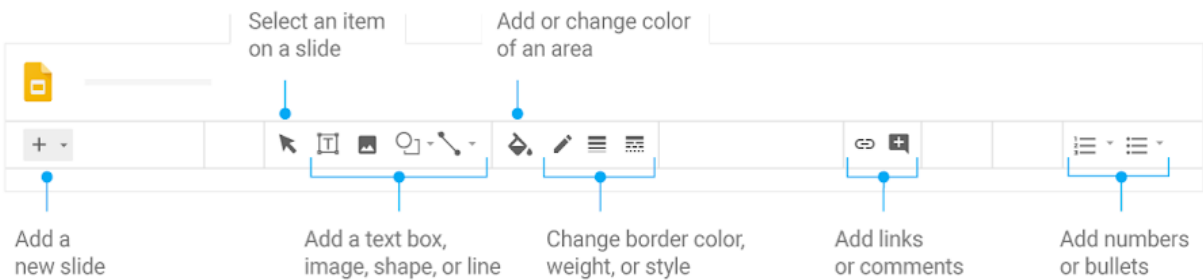 Select an item
on a slide
Add or change color
of an area
Add a
new slide
Add a text box,
image, shape, or line
Change border color,
weight, or style
Add links
or comments
Add numbers
or bullets